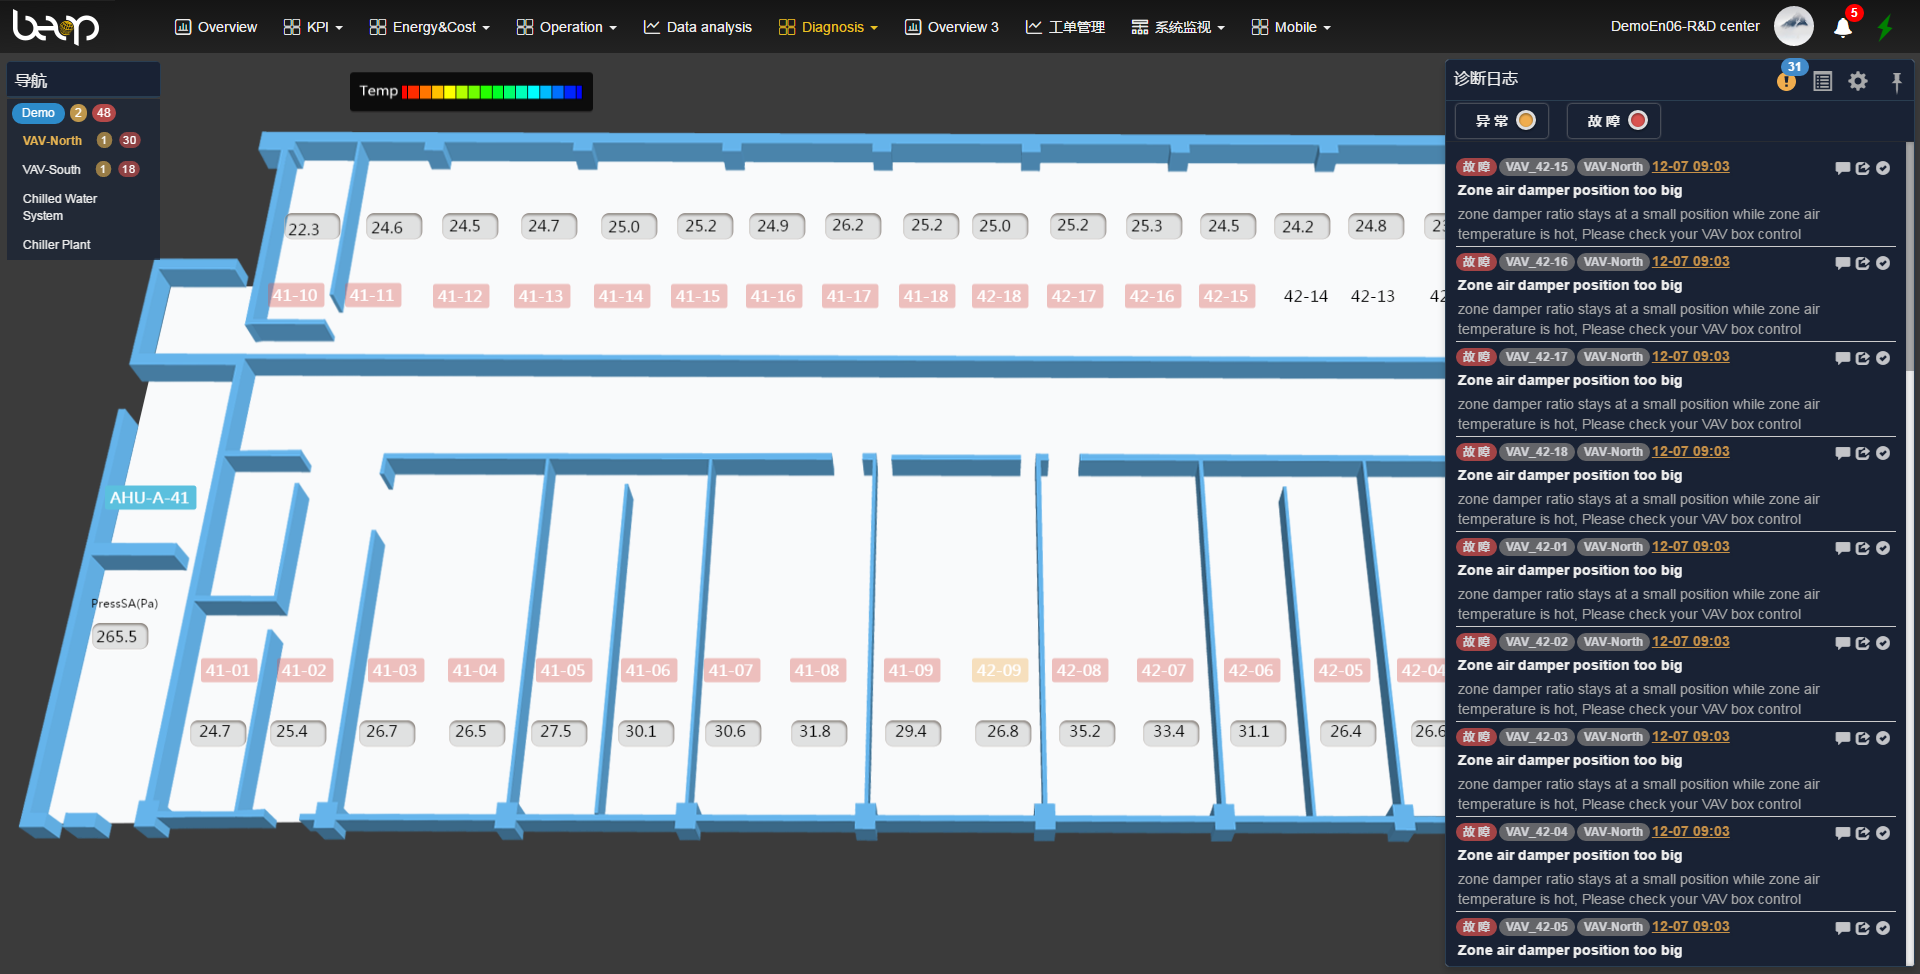 beop
Overview
KPI
Energy&Cost
Operation
Data analysis
Diagnosis
Overview 3
工单管理
系统监视
Mobile
DemoEn06-R&D center
5
导航
Demo 2 48
VAV-North 1 30
VAV-South 1 18
Chilled Water
System
Chiller Plant
Temp
22.3 24.6 24.5 24.7 25.0 25.2 24.9 26.2 25.2 25.0 25.2 25.3 24.5 24.2 24.8
41-10 41-11 41-12 41-13 41-14 41-15 41-16 41-17 41-18 42-18 42-17 42-16 42-15 42-14 42-13
AHU-A-41
PressSA(Pa)
265.5
41-01 41-02 41-03 41-04 41-05 41-06 41-07 41-08 41-09 42-09 42-08 42-07 42-06 42-05 42-04
24.7 25.4 26.7 26.5 27.5 30.1 30.6 31.8 29.4 26.8 35.2 33.4 31.1 26.4 26.6
诊断日志
31
异常
故障
故障 VAV_42-15 VAV-North 12-07 09:03
Zone air damper position too big
zone damper ratio stays at a small position while zone air
temperature is hot, Please check your VAV box control
故障 VAV_42-16 VAV-North 12-07 09:03
Zone air damper position too big
zone damper ratio stays at a small position while zone air
temperature is hot, Please check your VAV box control
故障 VAV_42-17 VAV-North 12-07 09:03
Zone air damper position too big
zone damper ratio stays at a small position while zone air
temperature is hot, Please check your VAV box control
故障 VAV_42-18 VAV-North 12-07 09:03
Zone air damper position too big
zone damper ratio stays at a small position while zone air
temperature is hot, Please check your VAV box control
故障 VAV_42-01 VAV-North 12-07 09:03
Zone air damper position too big
zone damper ratio stays at a small position while zone air
temperature is hot, Please check your VAV box control
故障 VAV_42-02 VAV-North 12-07 09:03
Zone air damper position too big
zone damper ratio stays at a small position while zone air
temperature is hot, Please check your VAV box control
故障 VAV_42-03 VAV-North 12-07 09:03
Zone air damper position too big
zone damper ratio stays at a small position while zone air
temperature is hot, Please check your VAV box control
故障 VAV_42-04 VAV-North 12-07 09:03
Zone air damper position too big
zone damper ratio stays at a small position while zone air
temperature is hot, Please check your VAV box control
故障 VAV_42-05 VAV-North 12-07 09:03
Zone air damper position too big